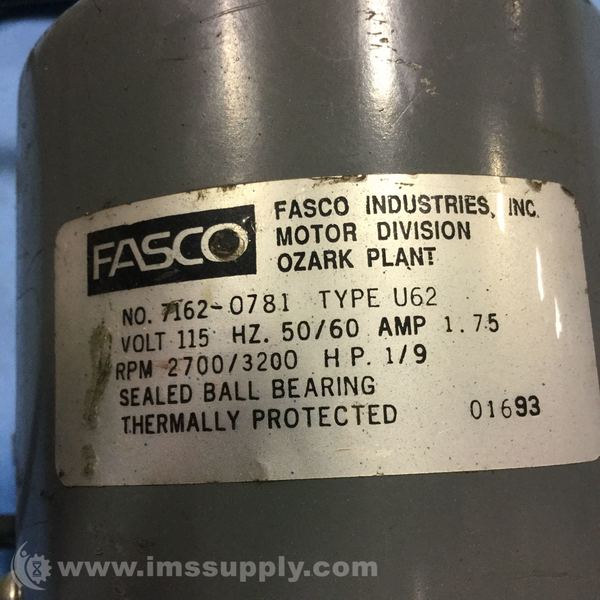 FASCO
FASCO INDUSTRIES, INC.
MOTOR DIVISION
OZARK PLANT
NO. 7162-0781 TYPE U62
VOLT 115 HZ. 50/60 AMP 1.75
RPM 2700/3200 H P. 1/9
SEALED BALL BEARING
THERMALLY PROTECTED 01693
www.imssupply.com